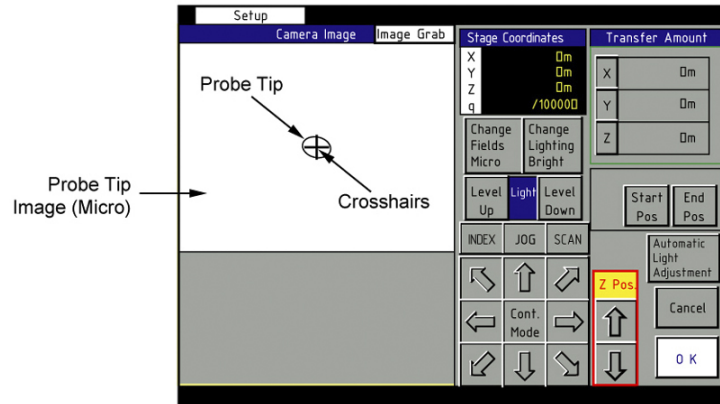 Setup
Camera Image
Image Grab
Probe Tip
Probe Tip
Image (Micro)
Crosshairs
Stage Coordinates
X 0m
Y 0m
Z 0m
q /100000
Change
Fields
Micro
Change
Lighting
Bright
Level
Up
Light
Level
Down
INDEX
JOG
SCAN
Cont.
Mode
Transfer Amount
X 0m
Y 0m
Z 0m
Start
Pos
End
Pos
Automatic
Light
Adjustment
Z Pos.
Cancel
O K